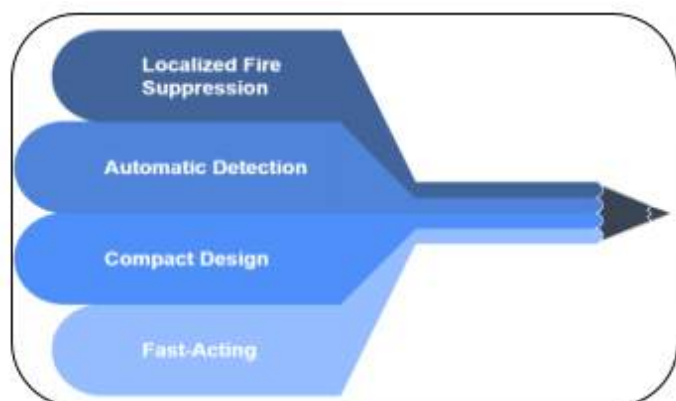 Localized Fire
Suppression
Automatic Detection
Compact Design
Fast-Acting